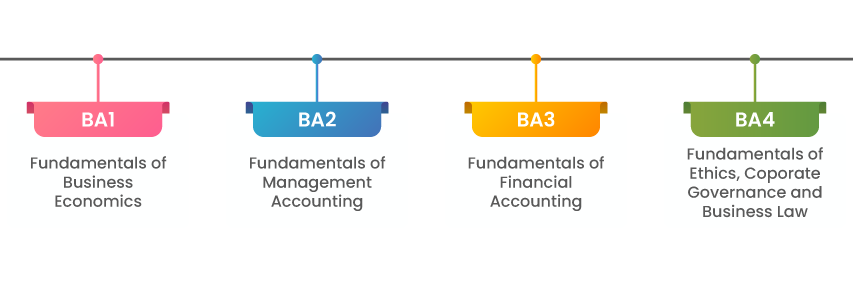 BA1
Fundamentals of
Business
Economics
BA2
Fundamentals of
Management
Accounting
BA3
Fundamentals of
Financial
Accounting
BA4
Fundamentals of
Ethics, Coporate
Governance and
Business Law